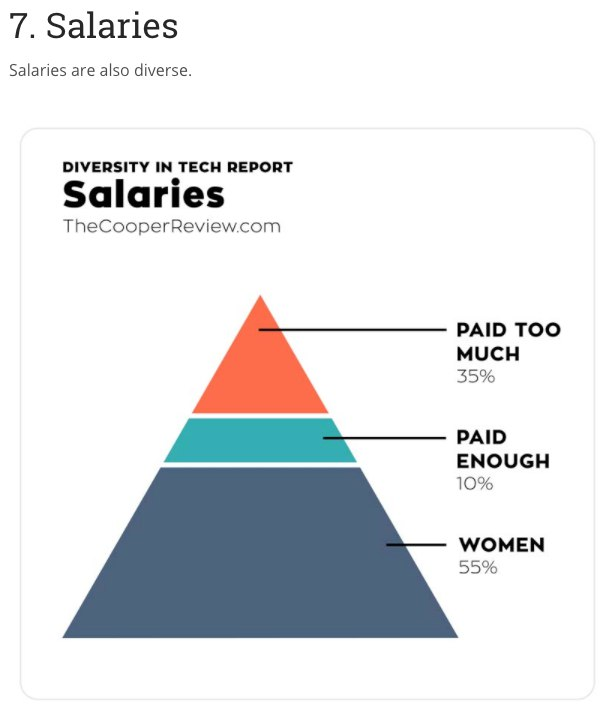 7. Salaries
Salaries are also diverse.
DIVERSITY IN TECH REPORT
Salaries
TheCooperReview.com
PAID TOO
MUCH
35%
PAID
ENOUGH
10%
WOMEN
55%